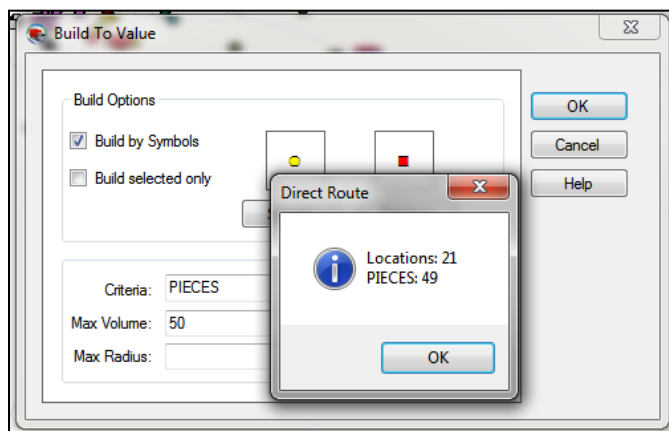 Build To Value
Build Options
Build by Symbols
Build selected only
OK
Cancel
Help
Direct Route
Locations: 21
PIECES: 49
OK
Criteria: PIECES
Max Volume: 50
Max Radius: